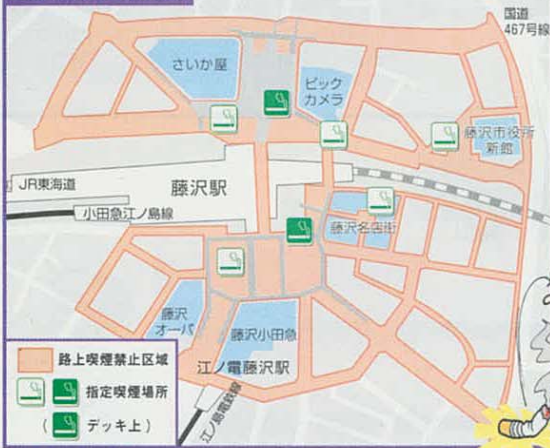 国道
467号線
さいか屋
ビック
カメラ
藤沢市役所
新館
JR東海道
藤沢駅
小田急江ノ島線
藤沢名店街
藤沢
オーパ
藤沢小田急
江ノ電藤沢駅
江ノ島電鉄線
路上喫煙禁止区域
指定喫煙場所
(デッキ上)